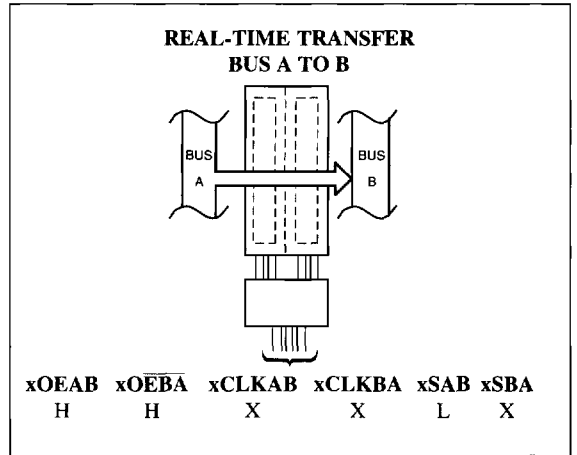 REAL-TIME TRANSFER
BUS A TO B
BUS
A
BUS
B
xOEAB xOEBA xCLKAB xCLKBA xSAB xSBA
H H X X L X